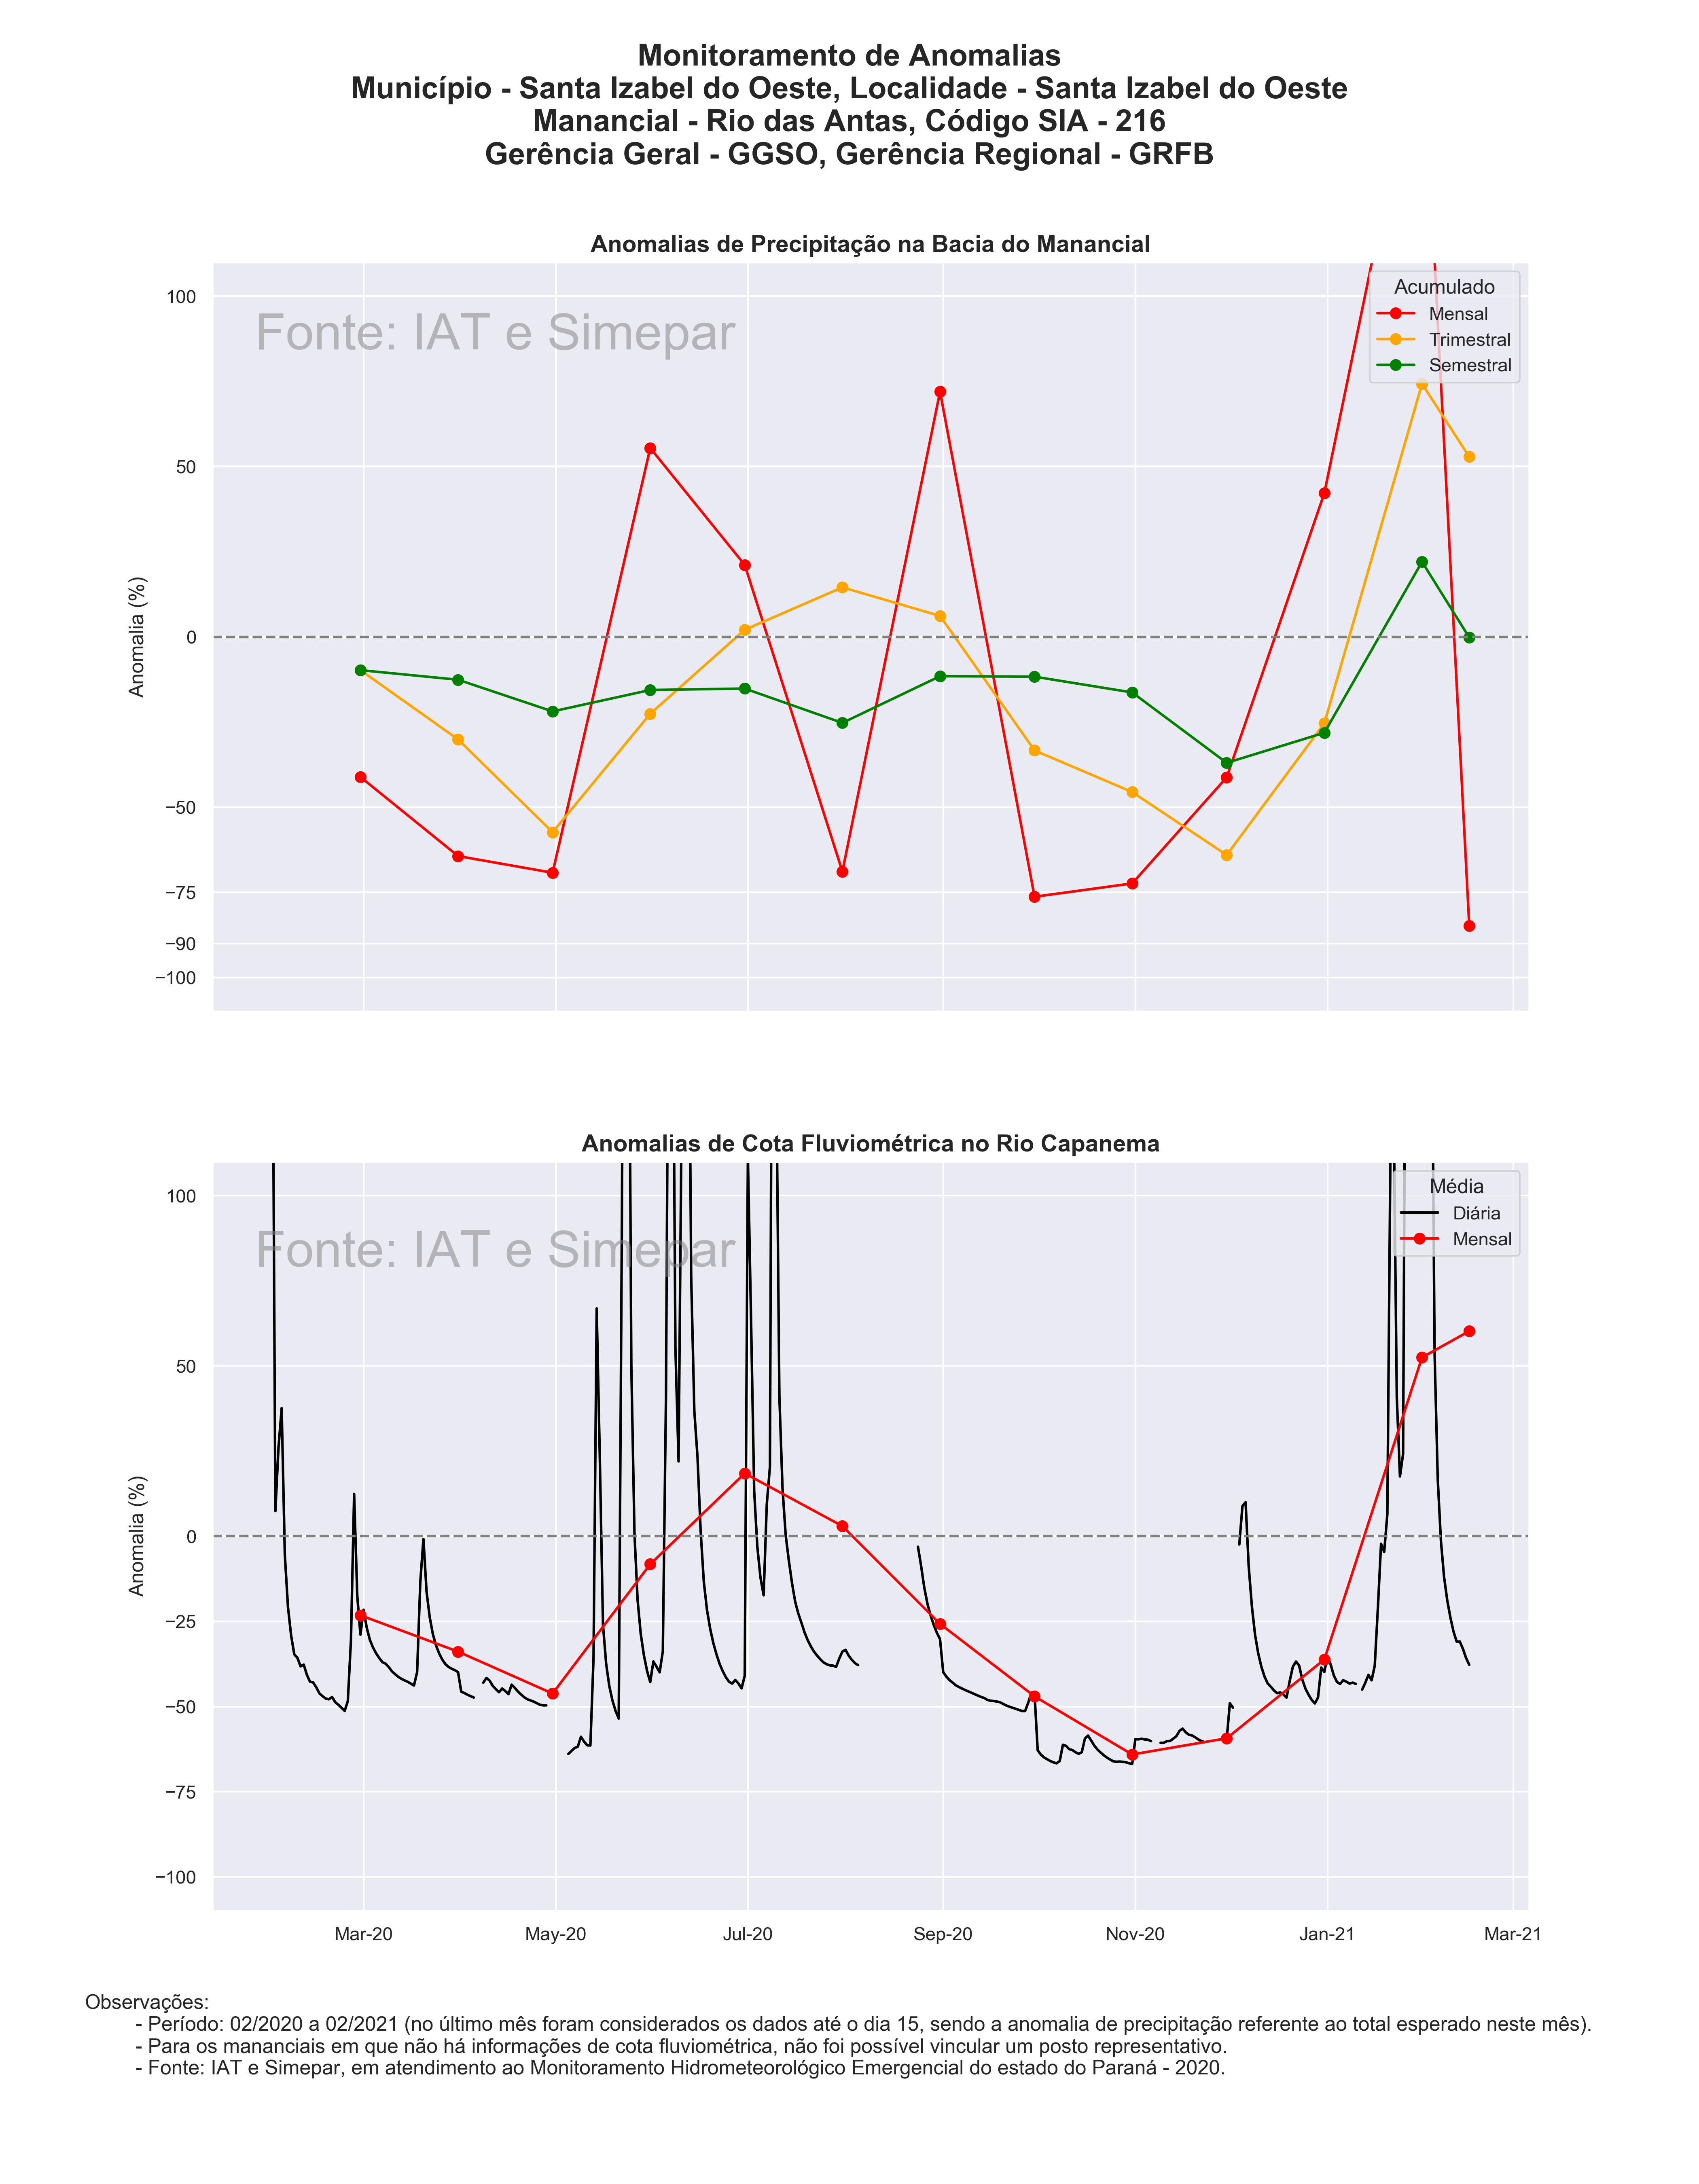 Monitoramento de Anomalias
Município - Santa Izabel do Oeste, Localidade - Santa Izabel do Oeste
Manancial - Rio das Antas, Código SIA - 216
Gerência Geral - GGSO, Gerência Regional - GRFB
Anomalias de Precipitação na Bacia do Manancial
Fonte: IAT e Simepar
Acumulado
Mensal
Trimestral
Semestral
Anomalia (%)
100
50
0
−50
−75
−90
−100
Anomalias de Cota Fluviométrica no Rio Capanema
Fonte: IAT e Simepar
Média
Diária
Mensal
Anomalia (%)
100
50
0
−25
−50
−75
−100
Mar-20
May-20
Jul-20
Sep-20
Nov-20
Jan-21
Mar-21
Observações:
- Período: 02/2020 a 02/2021 (no último mês foram considerados os dados até o dia 15, sendo a anomalia de precipitação referente ao total esperado neste mês).
- Para os mananciais em que não há informações de cota fluviométrica, não foi possível vincular um posto representativo.
- Fonte: IAT e Simepar, em atendimento ao Monitoramento Hidrometeorológico Emergencial do estado do Paraná - 2020.